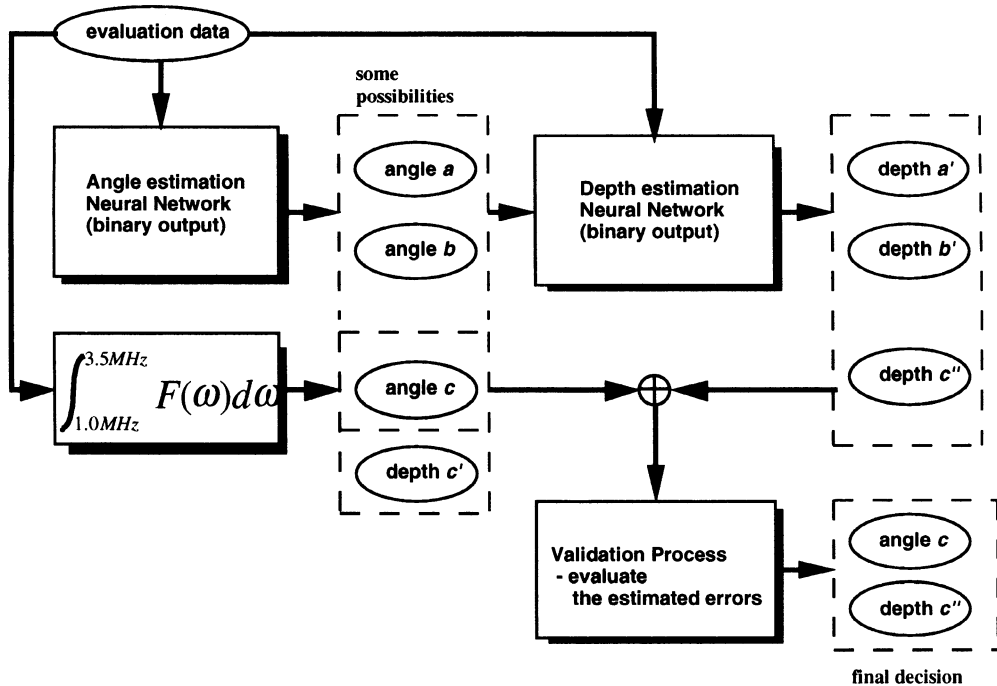 evaluation data
some
possibilities
Angle estimation
Neural Network
(binary output)
angle a
angle b
Depth estimation
Neural Network
(binary output)
depth a'
depth b'
∫ 3.5MHz
1.0MHz
F(ω)dω
angle c
depth c'
depth c''
Validation Process
- evaluate
the estimated errors
angle c
depth c''
final decision